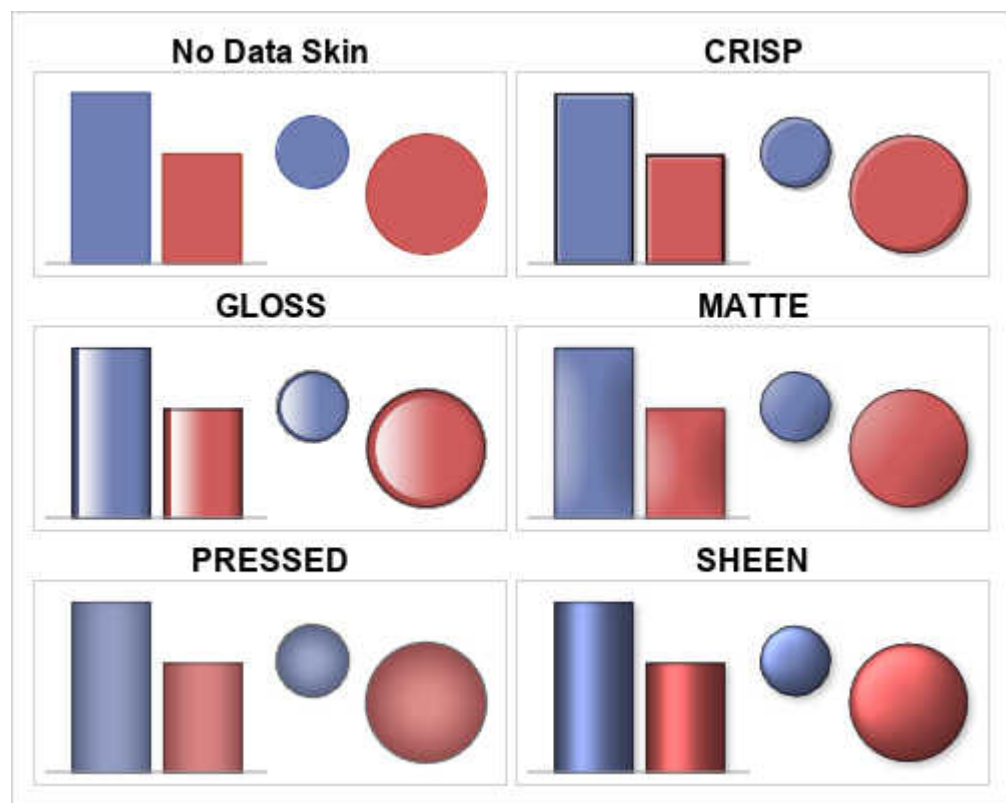 No Data Skin
CRISP
GLOSS
MATTE
PRESSED
SHEEN